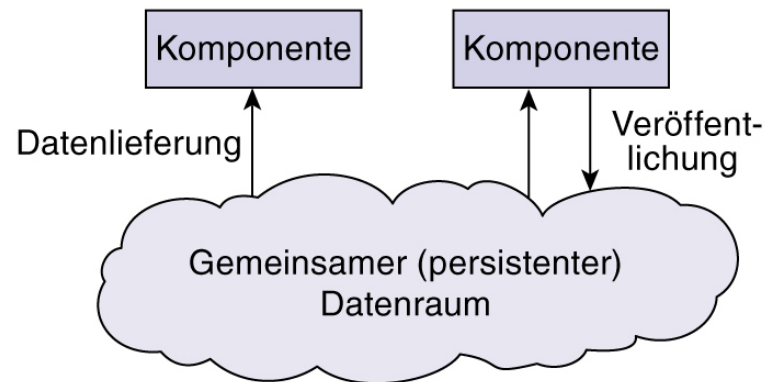 Komponente
Komponente
Datenlieferung
Veröffent-
lichung
Gemeinsamer (persistenter)
Datenraum